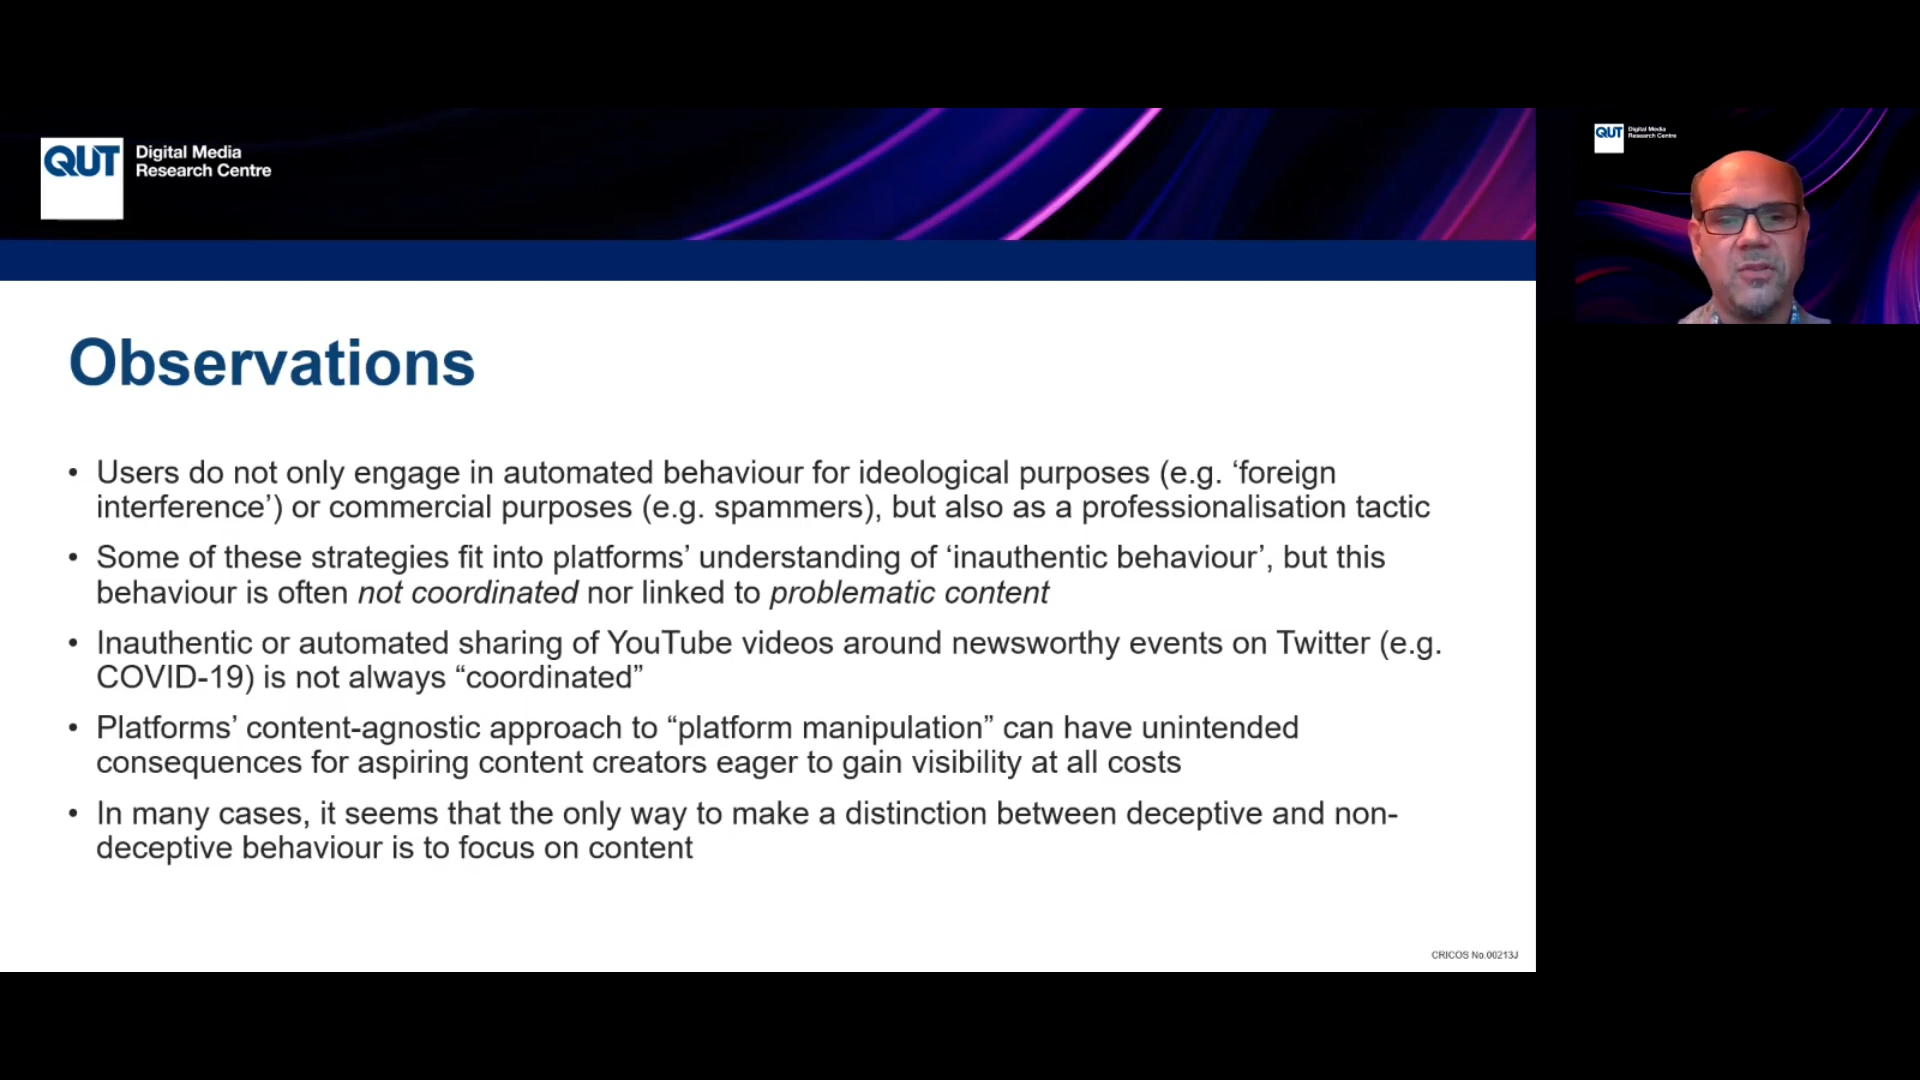 QUT
Digital Media
Research Centre
QUT
Digital Media
Research Centre
Observations
• Users do not only engage in automated behaviour for ideological purposes (e.g. ‘foreign
interference’) or commercial purposes (e.g. spammers), but also as a professionalisation tactic
• Some of these strategies fit into platforms’ understanding of ‘inauthentic behaviour’, but this
behaviour is often not coordinated nor linked to problematic content
• Inauthentic or automated sharing of YouTube videos around newsworthy events on Twitter (e.g.
COVID-19) is not always “coordinated”
• Platforms’ content-agnostic approach to “platform manipulation” can have unintended
consequences for aspiring content creators eager to gain visibility at all costs
• In many cases, it seems that the only way to make a distinction between deceptive and non-
deceptive behaviour is to focus on content
CRICOS No.00213J